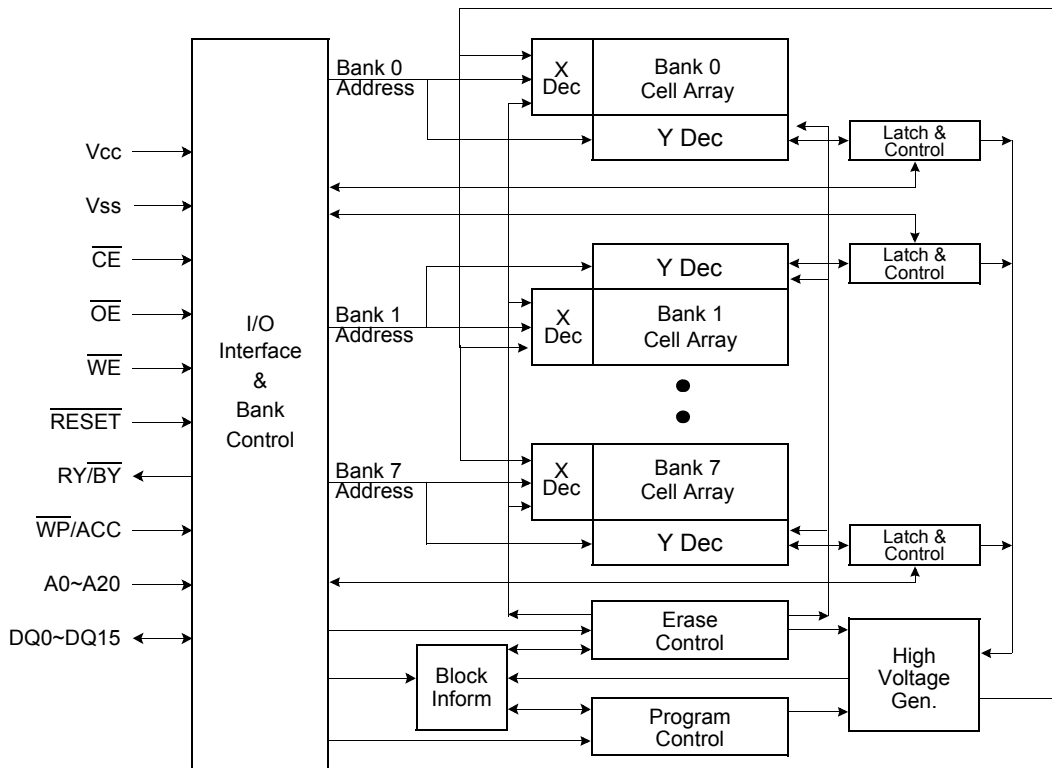 Vcc
Vss
CE
OE
WE
RESET
RY/BY
WP/ACC
A0~A20
DQ0~DQ15
I/O
Interface
&
Bank
Control
Bank 0
Address
X
Dec
Bank 0
Cell Array
Y Dec
Latch &
Control
Y Dec
Latch &
Control
Bank 1
Address
X
Dec
Bank 1
Cell Array
Bank 7
Address
X
Dec
Bank 7
Cell Array
Y Dec
Latch &
Control
Erase
Control
Block
Inform
High
Voltage
Gen.
Program
Control